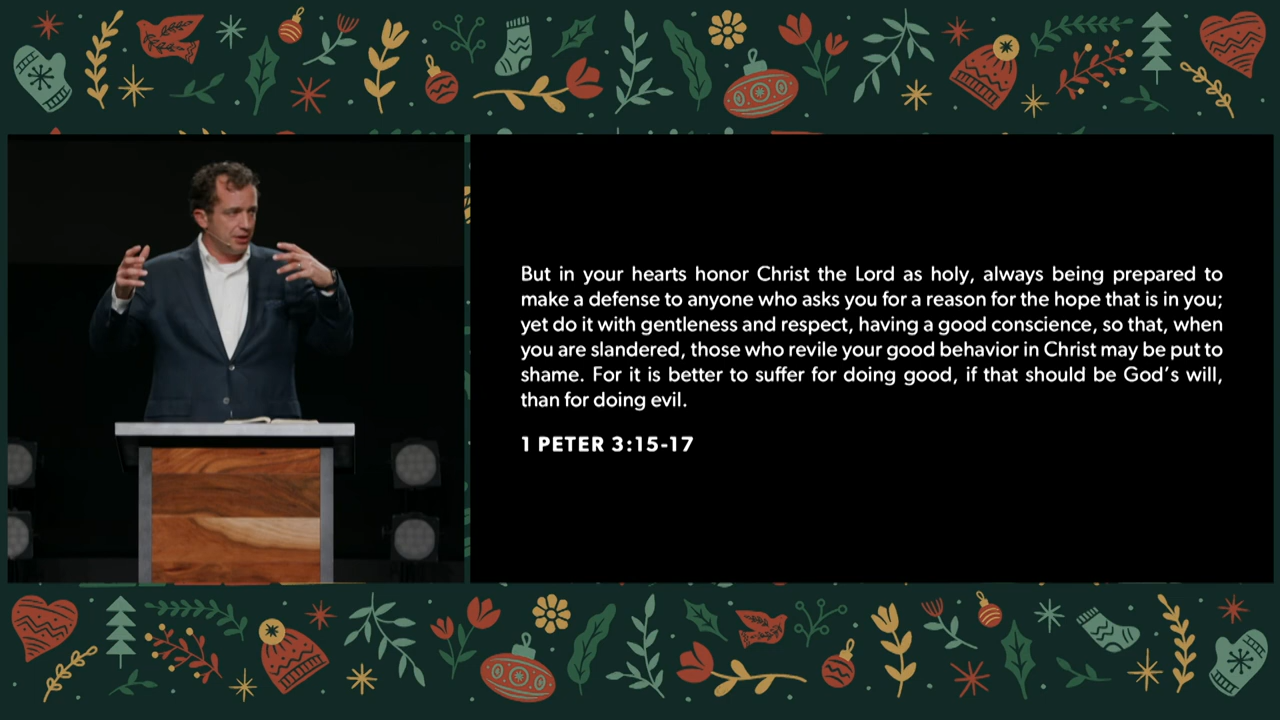 But in your hearts honor Christ the Lord as holy, always being prepared to
make a defense to anyone who asks you for a reason for the hope that is in you;
yet do it with gentleness and respect, having a good conscience, so that, when
you are slandered, those who revile your good behavior in Christ may be put to
shame. For it is better to suffer for doing good, if that should be God's will,
than for doing evil.
1 PETER 3:15-17